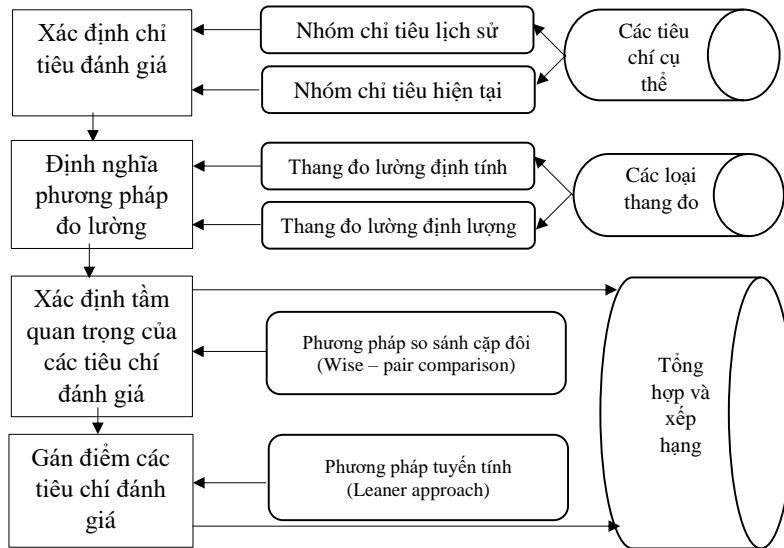 Xác định chỉ
tiêu đánh giá
Nhóm chỉ tiêu lịch sử
Nhóm chỉ tiêu hiện tại
Các tiêu
chí cụ
thể
Định nghĩa
phương pháp
đo lường
Thang đo lường định tính
Thang đo lường định lượng
Các loại
thang đo
Xác định tầm
quan trọng của
các tiêu chí
đánh giá
Phương pháp so sánh cặp đôi
(Wise – pair comparison)
Tổng
hợp và
xếp
hạng
Gán điểm các
tiêu chí đánh
giá
Phương pháp tuyến tính
(Leaner approach)